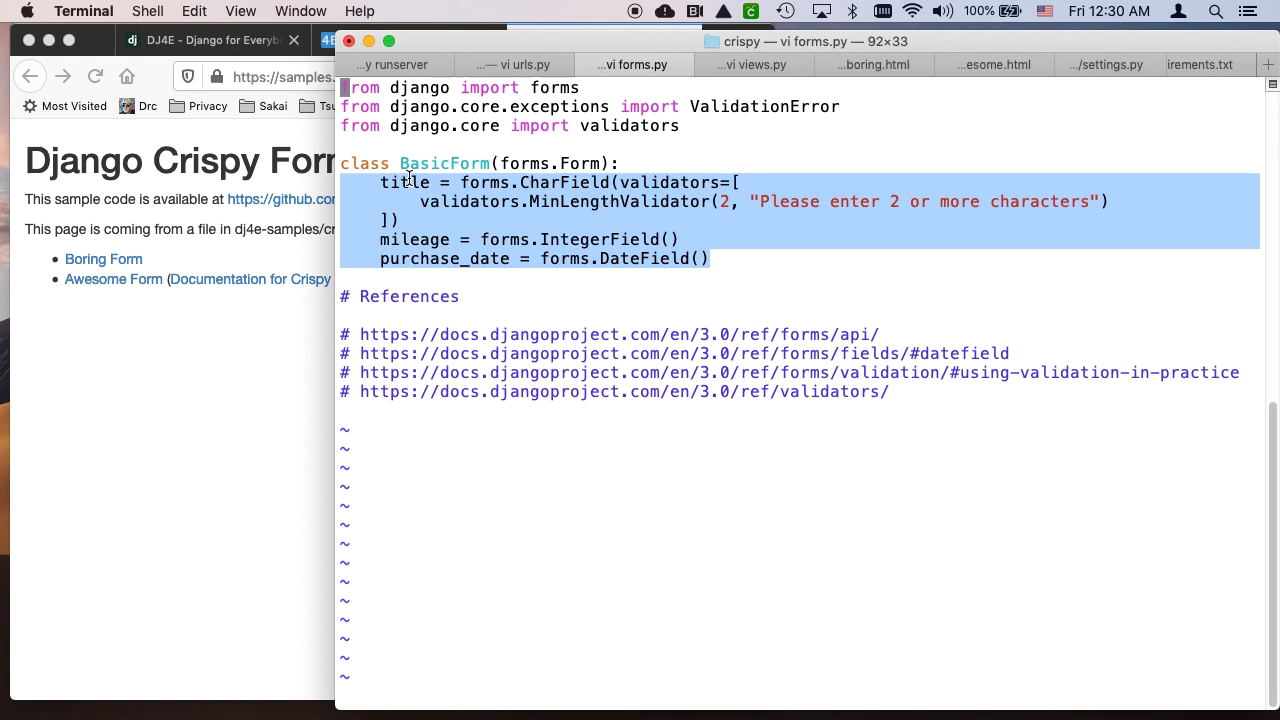 Terminal Shell Edit View Window Help 100% Fri 12:30 AM
dj DJ4E - Django for Everyb
crispy — vi forms.py — 92×33
...y runserver ...— vi urls.py ...vi forms.py ...vi views.py ...boring.html ...esome.html .../settings.py irements.txt
https://samples.
Most Visited Drc Privacy Sakai Tsu
Django Crispy For
This sample code is available at https://github.co
This page is coming from a file in dj4e-samples/cr
• Boring Form
• Awesome Form (Documentation for Crispy
from django import forms
from django.core.exceptions import ValidationError
from django.core import validators
class BasicForm(forms.Form):
title = forms.CharField(validators=[
validators.MinLengthValidator(2, "Please enter 2 or more characters")
])
mileage = forms.IntegerField()
purchase_date = forms.DateField()
# References
# https://docs.djangoproject.com/en/3.0/ref/forms/api/
# https://docs.djangoproject.com/en/3.0/ref/forms/fields/#datefield
# https://docs.djangoproject.com/en/3.0/ref/forms/validation/#using-validation-in-practice
# https://docs.djangoproject.com/en/3.0/ref/validators/
~
~
~
~
~
~
~
~
~
~
~
~
~
~